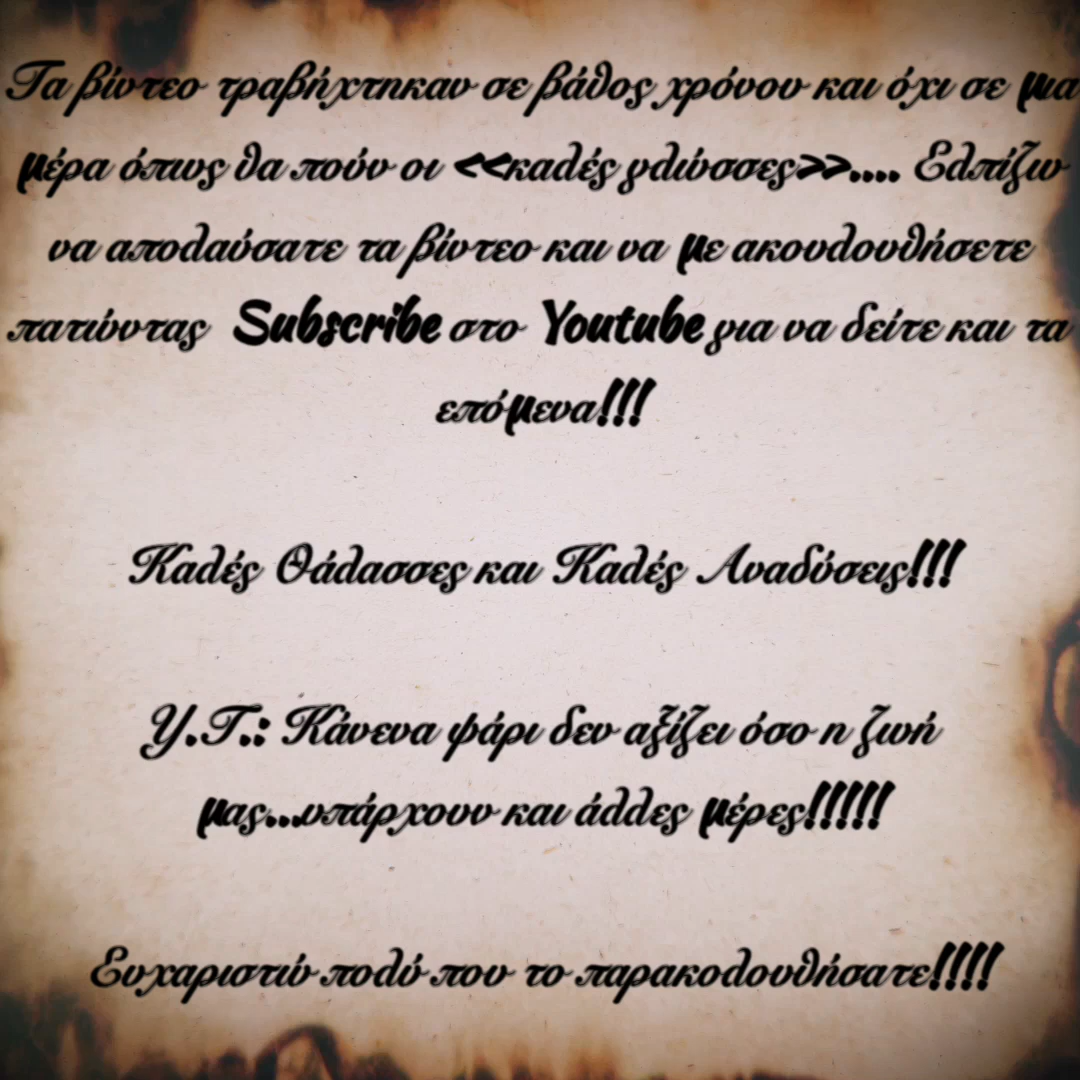 Τα βίντεο τραβήχτηκαν σε βάθος χρόνου και όχι σε μια
μέρα όπως θα πούν οι <<καλές γλώσσες>>.... Ελπίζω
να απολαύσατε τα βίντεο και να με ακουλουθήσετε
πατώντας Subscribe στο Youtube για να δείτε και τα
επόμενα!!!
Καλές Θάλασσες και Καλές Αναδύσεις!!!
Υ.Γ.: Κάνενα ψάρι δεν αξίζει όσο η ζωή
μας...υπάρχουν και άλλες μέρες!!!!!
Ευχαριστώ πολύ που το παρακολουθήσατε!!!!